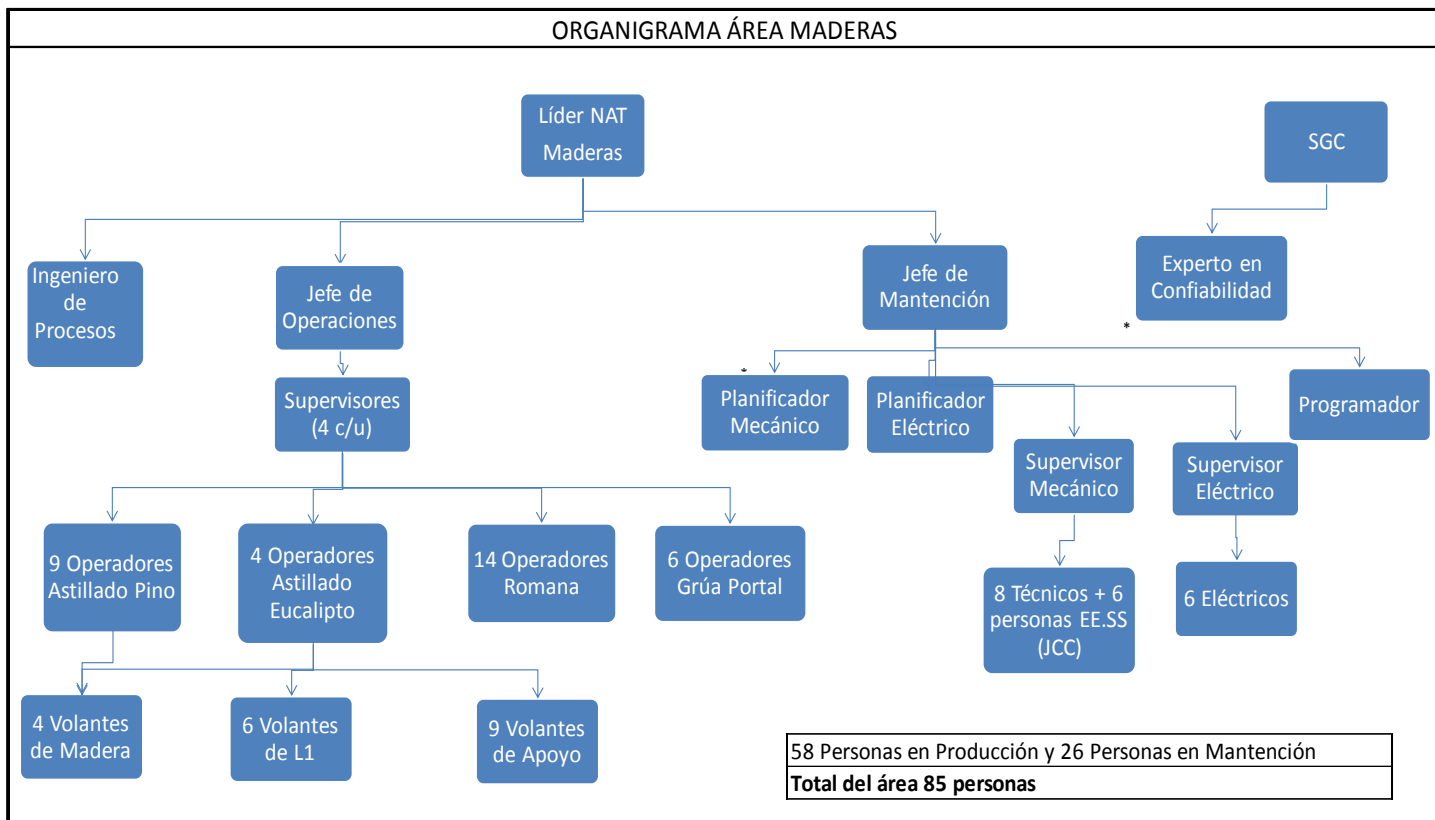 ORGANIGRAMA ÁREA MADERAS
Líder NAT
Maderas
SGC
Ingeniero
de
Procesos
Jefe de
Operaciones
Jefe de
Mantención
Experto en
Confiabilidad
*
*
Supervisores
(4 c/u)
Planificador
Mecánico
Planificador
Eléctrico
Programador
Supervisor
Mecánico
Supervisor
Eléctrico
9 Operadores
Astillado Pino
4 Operadores
Astillado
Eucalipto
14 Operadores
Romana
6 Operadores
Grúa Portal
8 Técnicos + 6
personas EE.SS
(JCC)
6 Eléctricos
4 Volantes
de Madera
6 Volantes
de L1
9 Volantes
de Apoyo
58 Personas en Producción y 26 Personas en Mantención
Total del área 85 personas